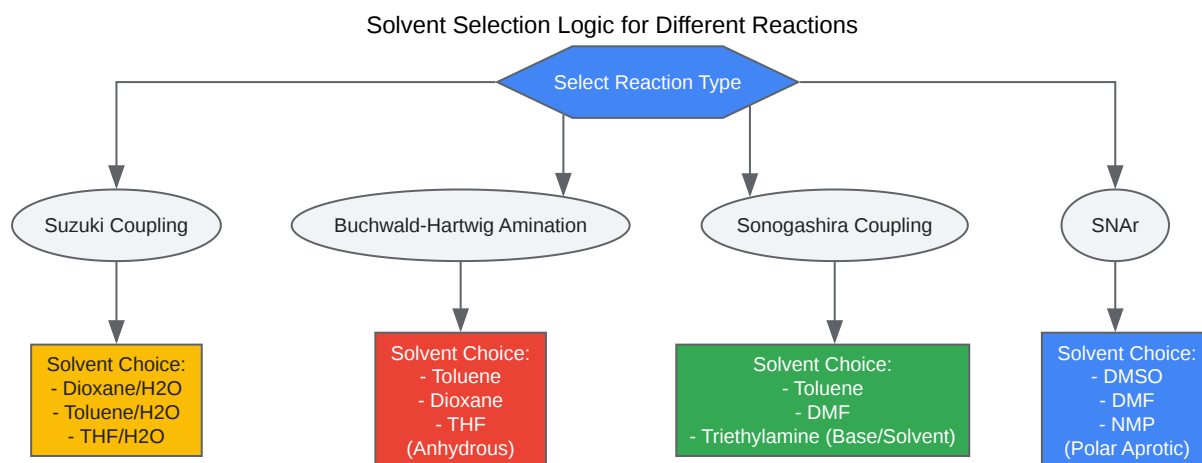 Solvent Selection Logic for Different Reactions
Select Reaction Type
Suzuki Coupling
Buchwald-Hartwig Amination
Sonogashira Coupling
SNAr
Solvent Choice:
- Dioxane/H2O
- Toluene/H2O
- THF/H2O
Solvent Choice:
- Toluene
- Dioxane
- THF
(Anhydrous)
Solvent Choice:
- Toluene
- DMF
- Triethylamine (Base/Solvent)
Solvent Choice:
- DMSO
- DMF
- NMP
(Polar Aprotic)